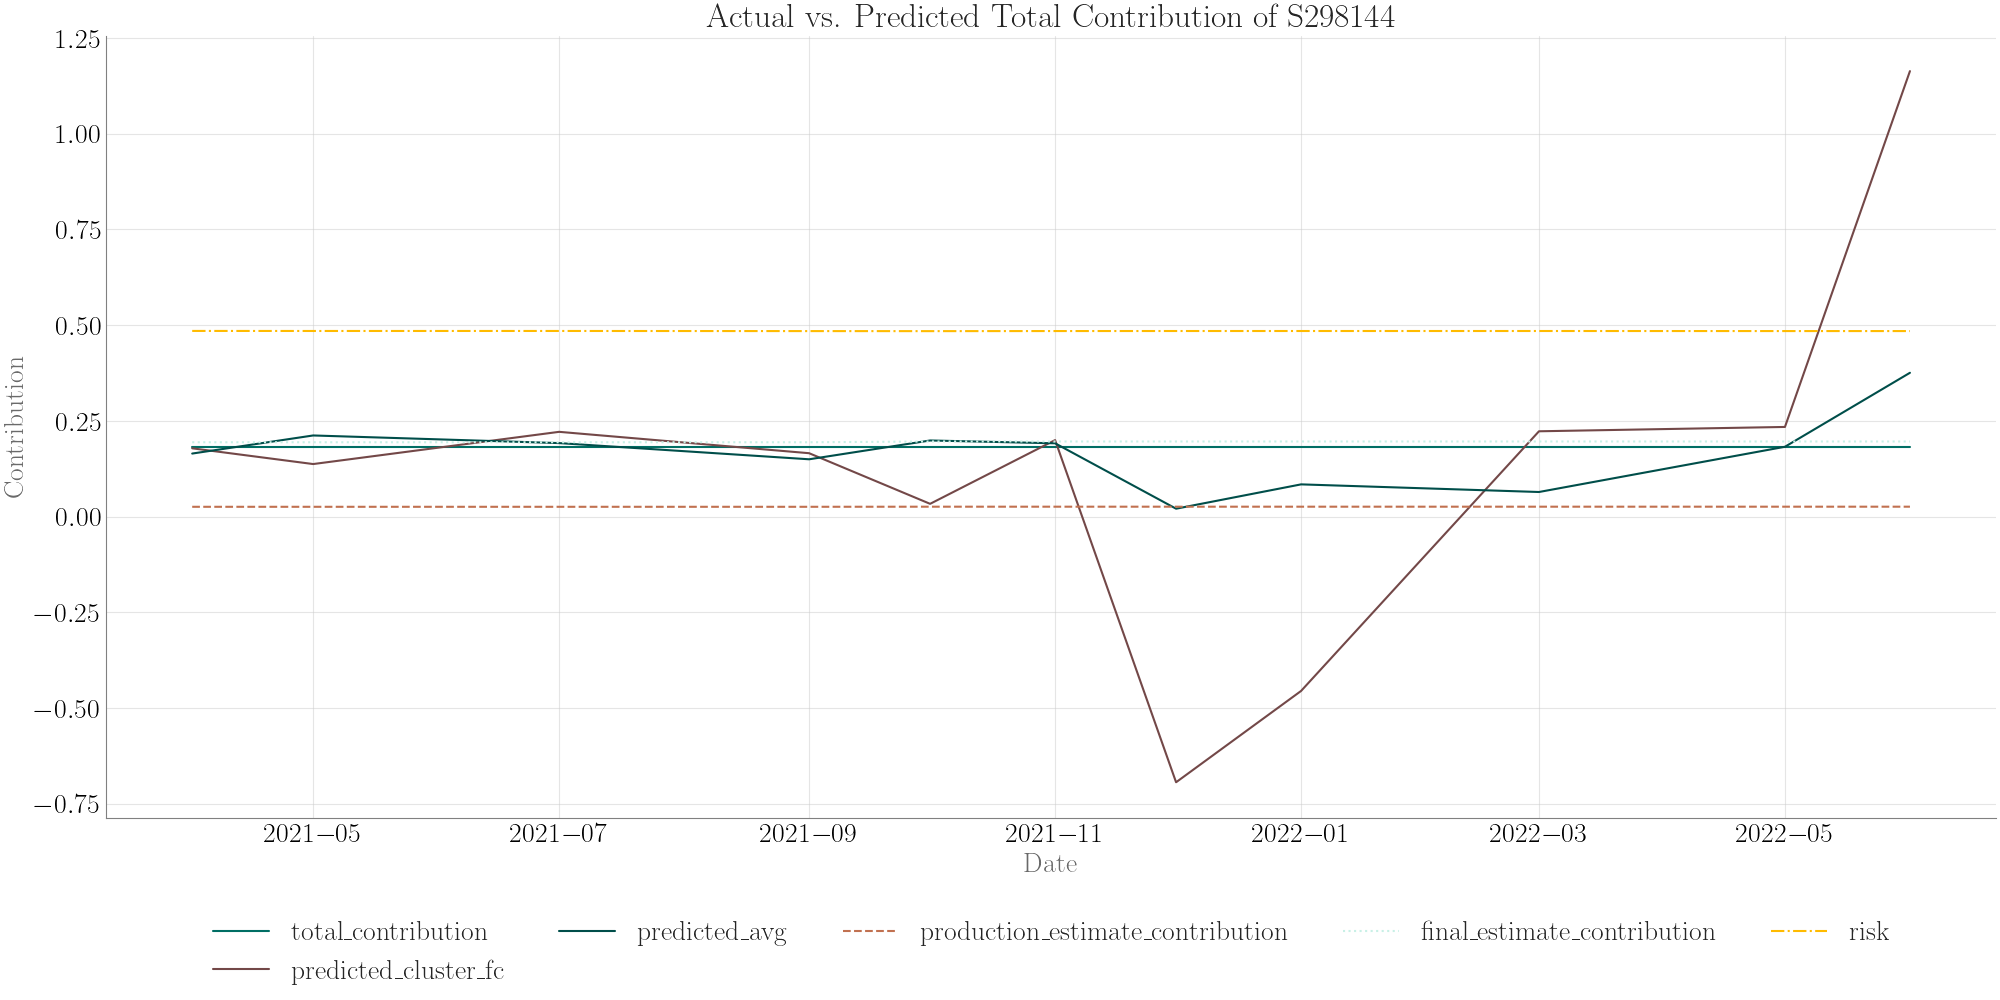 Actual vs. Predicted Total Contribution of S298144
1.25
1.00
0.75
0.50
0.25
0.00
−0.25
−0.50
−0.75
Contribution
2021−05 2021−07 2021−09 2021−11 2022−01 2022−03 2022−05
Date
total_contribution predicted_avg production_estimate_contribution final_estimate_contribution risk
predicted_cluster_fc